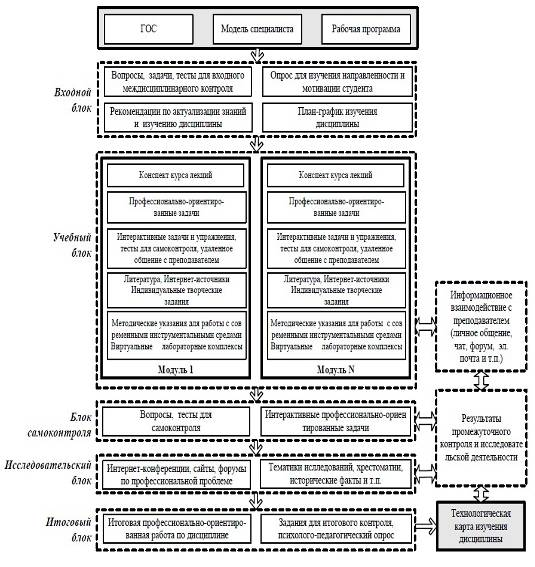 ГОС
Модель специалиста
Рабочая программа
Входной
блок
Вопросы, задачи, тесты для входного
междисциплинарного контроля
Опрос для изучения направленности и
мотивации студента
Рекомендации по актуализации знаний
и изучению дисциплины
План-график изучения
дисциплины
Учебный
блок
Конспект курса лекций
Профессионально-ориентиро-
ванные задачи
Интерактивные задачи и упражнения,
тесты для самоконтроля, удаленное
общение с преподавателем
Литература, Интернет-источники
Индивидуальные творческие
задания
Методические указания для работы с сов
ременными инструментальными средами
Виртуальные лабораторные комплексы
Модуль 1
Конспект курса лекций
Профессионально-ориентиро-
ванные задачи
Интерактивные задачи и упражнения,
тесты для самоконтроля, удаленное
общение с преподавателем
Литература, Интернет-источники
Индивидуальные творческие
задания
Методические указания для работы с сов
ременными инструментальными средами
Виртуальные лабораторные комплексы
Модуль N
Информационное
взаимодействие с
преподавателем
(личное общение,
чат, форум, эл.
почта и т.п.)
Блок
самоконтроля
Вопросы, тесты для
самоконтроля
Интерактивные профессионально-ориен
тированные задачи
Результаты
промежуточного
контроля и исследовате
льской деятельности
Исследовательский
блок
Интернет-конференции, сайты, форумы
по профессиональной проблеме
Тематики ислледований, хрестоматии,
исторические факты и т.п.
Итоговый
блок
Итоговая профессионально-ориентиро-
ванная работа по дисциплине
Задания для итогового контроля,
психолого-педагогический опрос
Технологическая
карта изучения
дисциплины